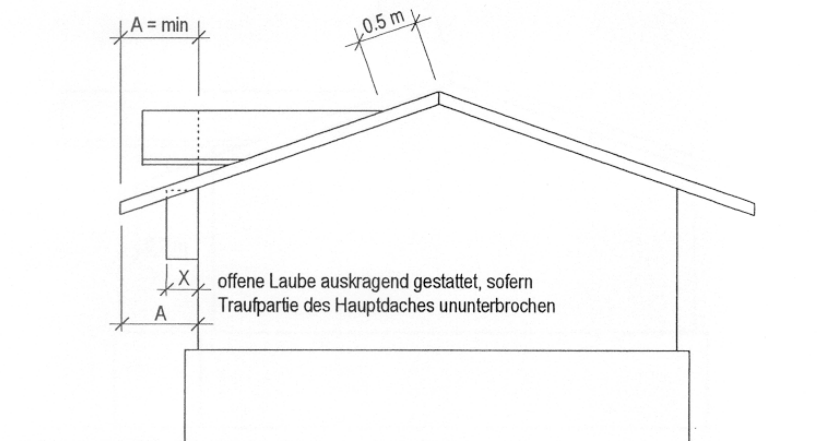 A = min
0.5 m
X
offene Laube auskragend gestattet, sofern
Traufpartie des Hauptdaches ununterbrochen
A